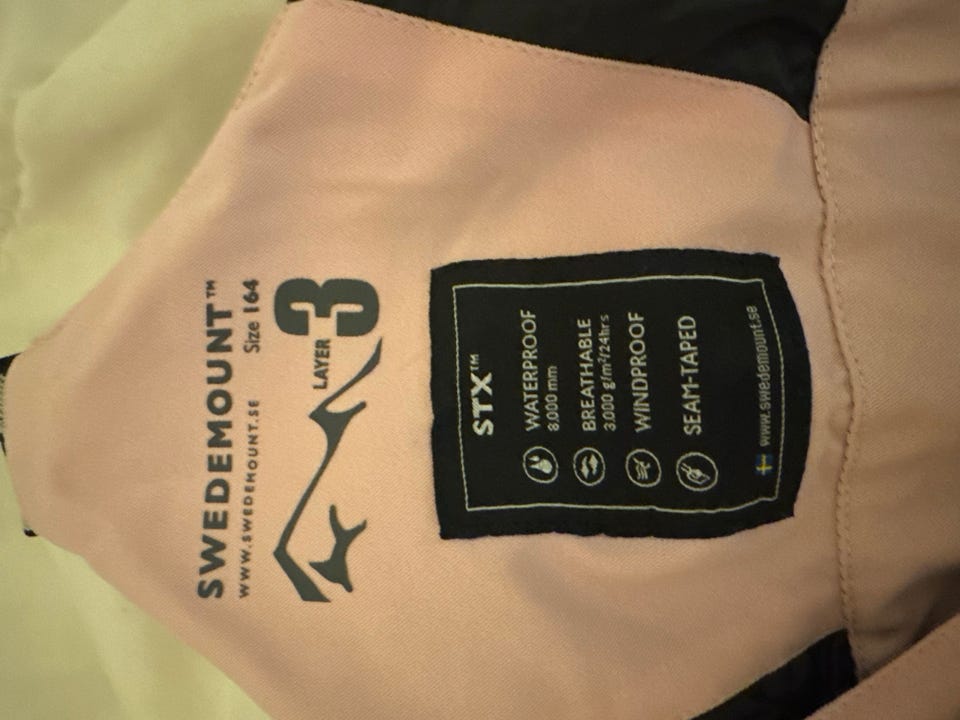 SWEDEMOUNT™
WWW.SWEDEMOUNT.SE Size 164
LAYER 3
STX™
WATERPROOF
8.000 mm
BREATHABLE
3.000 g/m²/24hrs
WINDPROOF
SEAM-TAPED
www.swedemount.se